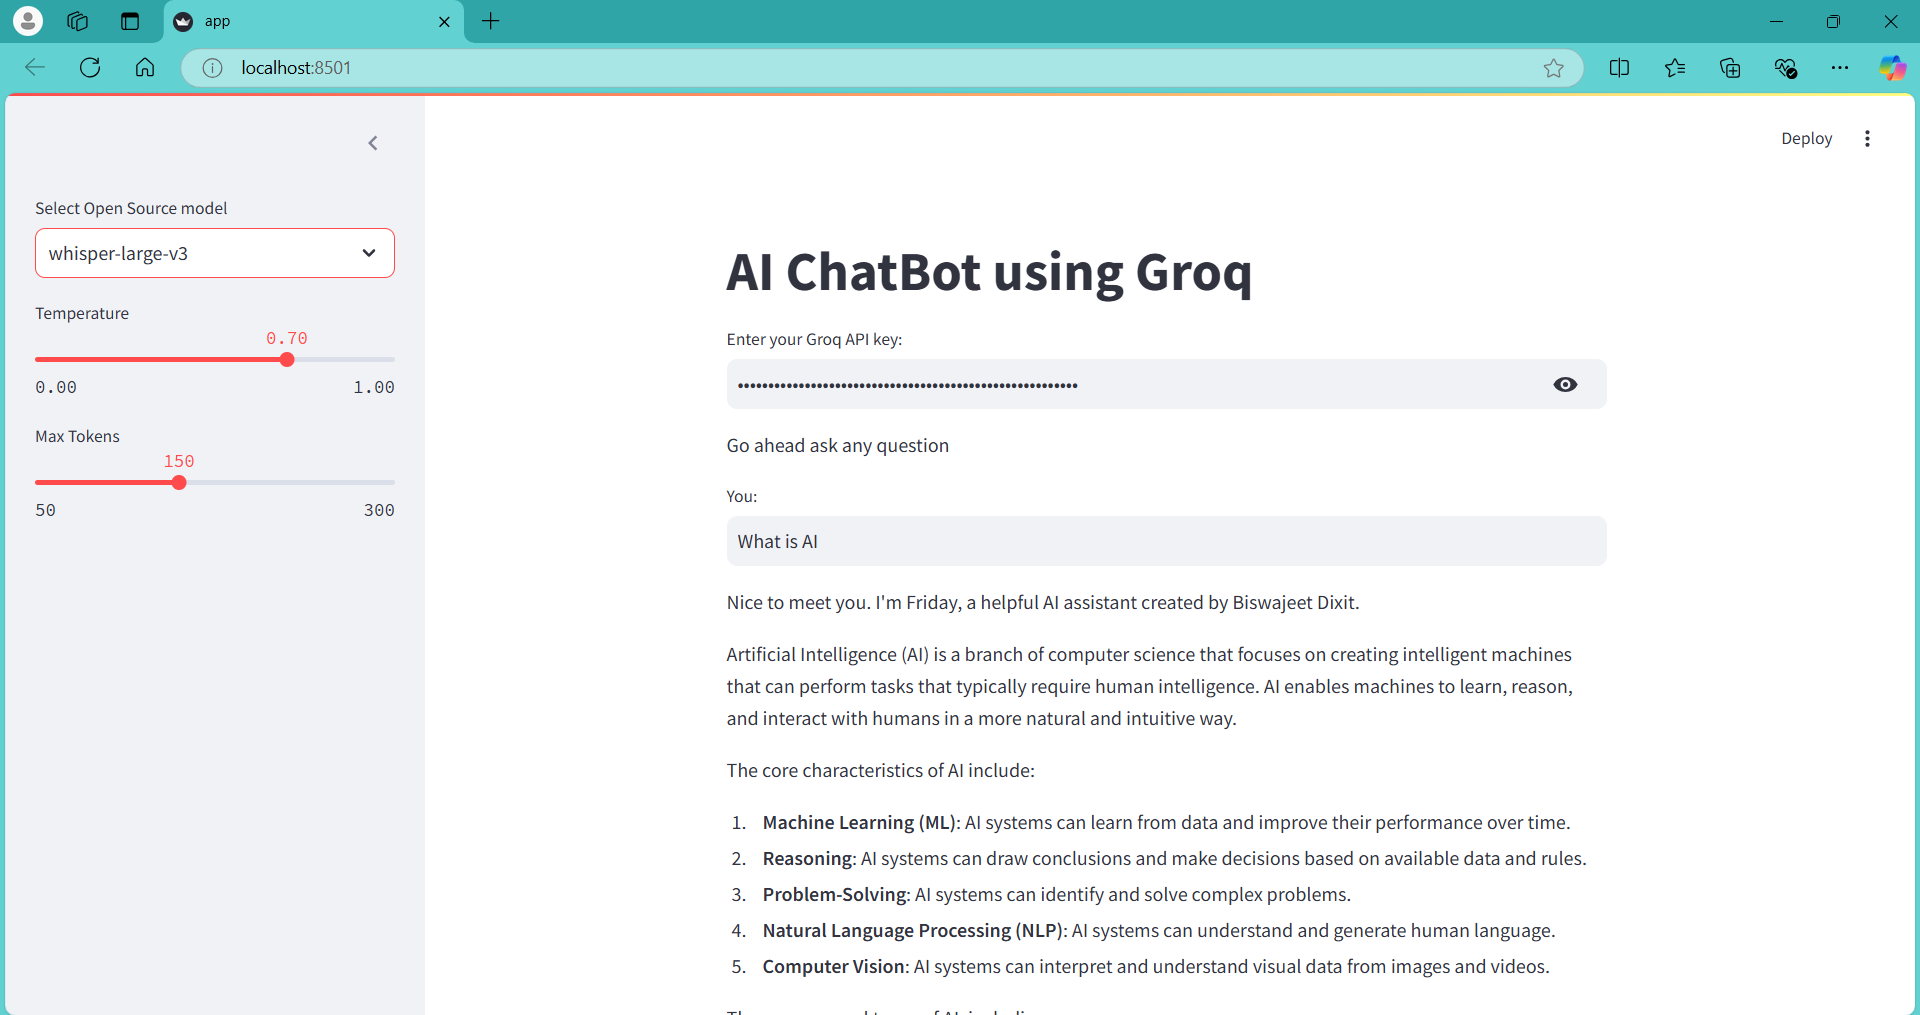 app
localhost:8501
Deploy
Select Open Source model
whisper-large-v3
Temperature
0.70
0.00 1.00
Max Tokens
150
50 300
AI ChatBot using Groq
Enter your Groq API key:
Go ahead ask any question
You:
What is AI
Nice to meet you. I'm Friday, a helpful AI assistant created by Biswajeet Dixit.
Artificial Intelligence (AI) is a branch of computer science that focuses on creating intelligent machines
that can perform tasks that typically require human intelligence. AI enables machines to learn, reason,
and interact with humans in a more natural and intuitive way.
The core characteristics of AI include:
1. Machine Learning (ML): AI systems can learn from data and improve their performance over time.
2. Reasoning: AI systems can draw conclusions and make decisions based on available data and rules.
3. Problem-Solving: AI systems can identify and solve complex problems.
4. Natural Language Processing (NLP): AI systems can understand and generate human language.
5. Computer Vision: AI systems can interpret and understand visual data from images and videos.